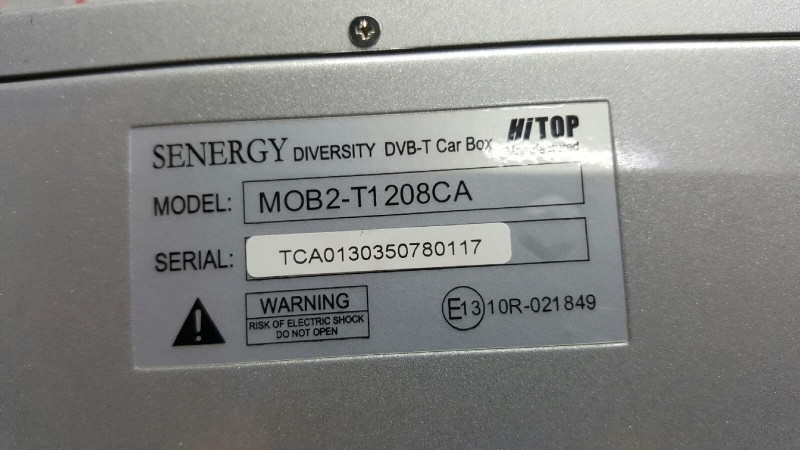 SENERGY DIVERSITY DVB-T Car Box HiTOP Manufactured
MODEL: MOB2-T1208CA
SERIAL: TCA0130350780117
WARNING
RISK OF ELECTRIC SHOCK
DO NOT OPEN
E13 10R-021849